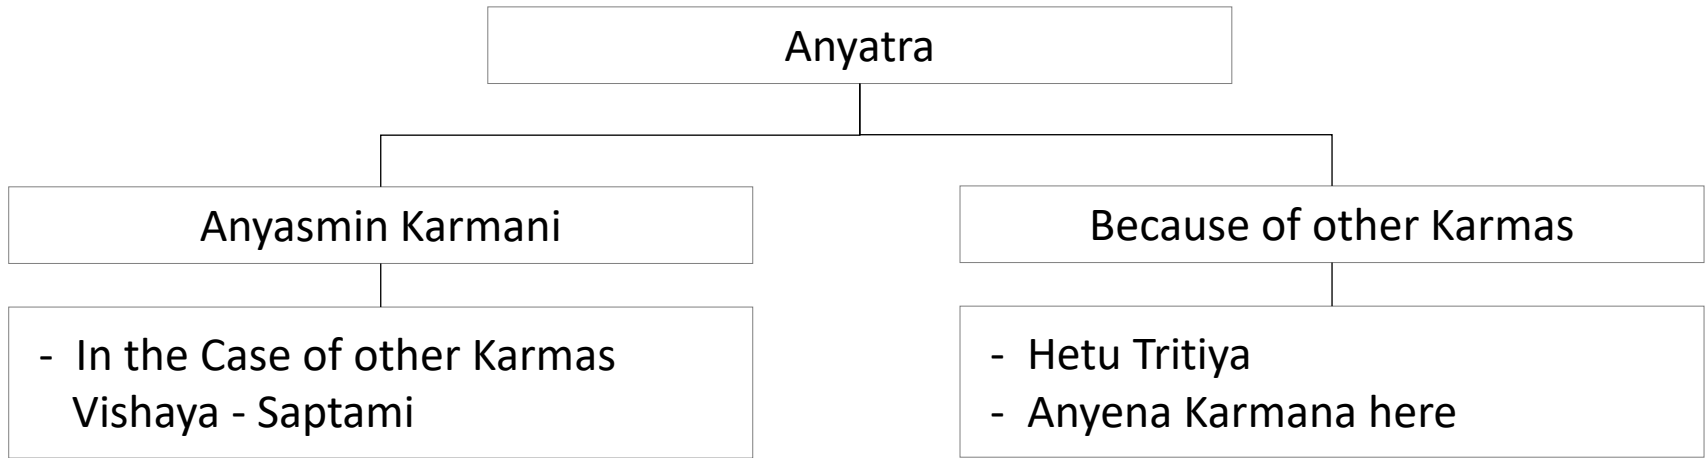 Anyatra
Anyasmin Karmani
Because of other Karmas
- In the Case of other Karmas
Vishaya - Saptami
- Hetu Tritiya
- Anyena Karmana here